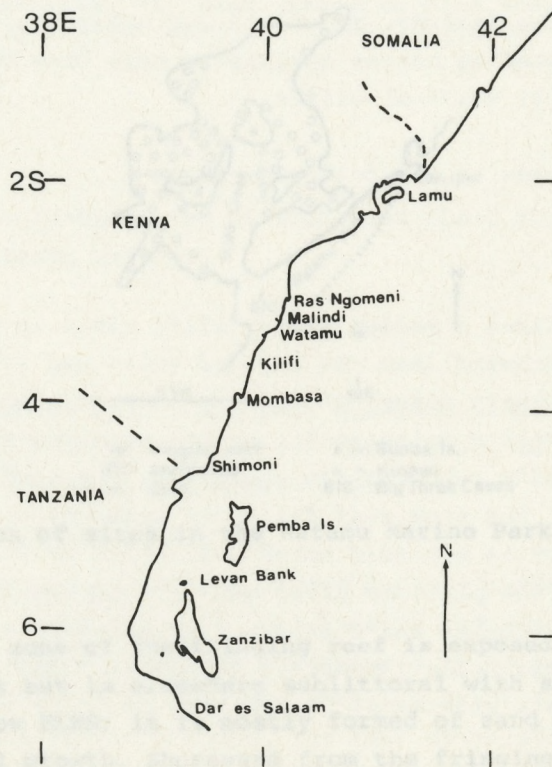 38E
40
42
SOMALIA
2S
Lamu
KENYA
Ras Ngomeni
Malindi
Watamu
Kilifi
4
Mombasa
Shimoni
TANZANIA
Pemba Is.
N
Levan Bank
6
Zanzibar
Dar es Salaam